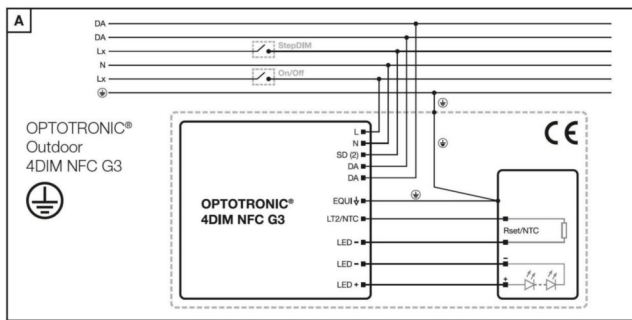 A
DA
DA
Lx
StepDIM
N
Lx
On/Off
OPTOTRONIC®
Outdoor
4DIM NFC G3
CE
OPTOTRONIC®
4DIM NFC G3
L
N
SD (2)
DA
DA
EQUI
LT2/NTC
LED -
LED -
LED +
Rset/NTC
-
+